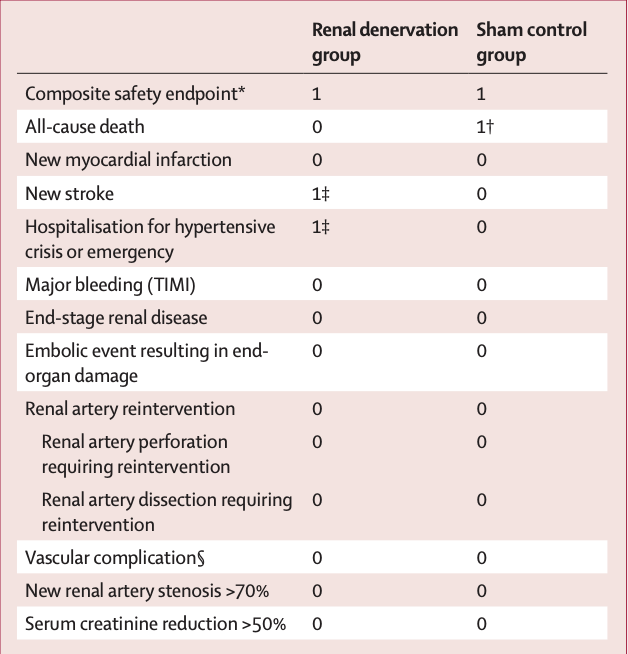 Renal denervation group Sham control group
Composite safety endpoint* 1 1
All-cause death 0 1†
New myocardial infarction 0 0
New stroke 1‡ 0
Hospitalisation for hypertensive
crisis or emergency 1‡ 0
Major bleeding (TIMI) 0 0
End-stage renal disease 0 0
Embolic event resulting in end-
organ damage 0 0
Renal artery reintervention 0 0
Renal artery perforation
requiring reintervention 0 0
Renal artery dissection requiring
reintervention 0 0
Vascular complication§ 0 0
New renal artery stenosis >70% 0 0
Serum creatinine reduction >50% 0 0